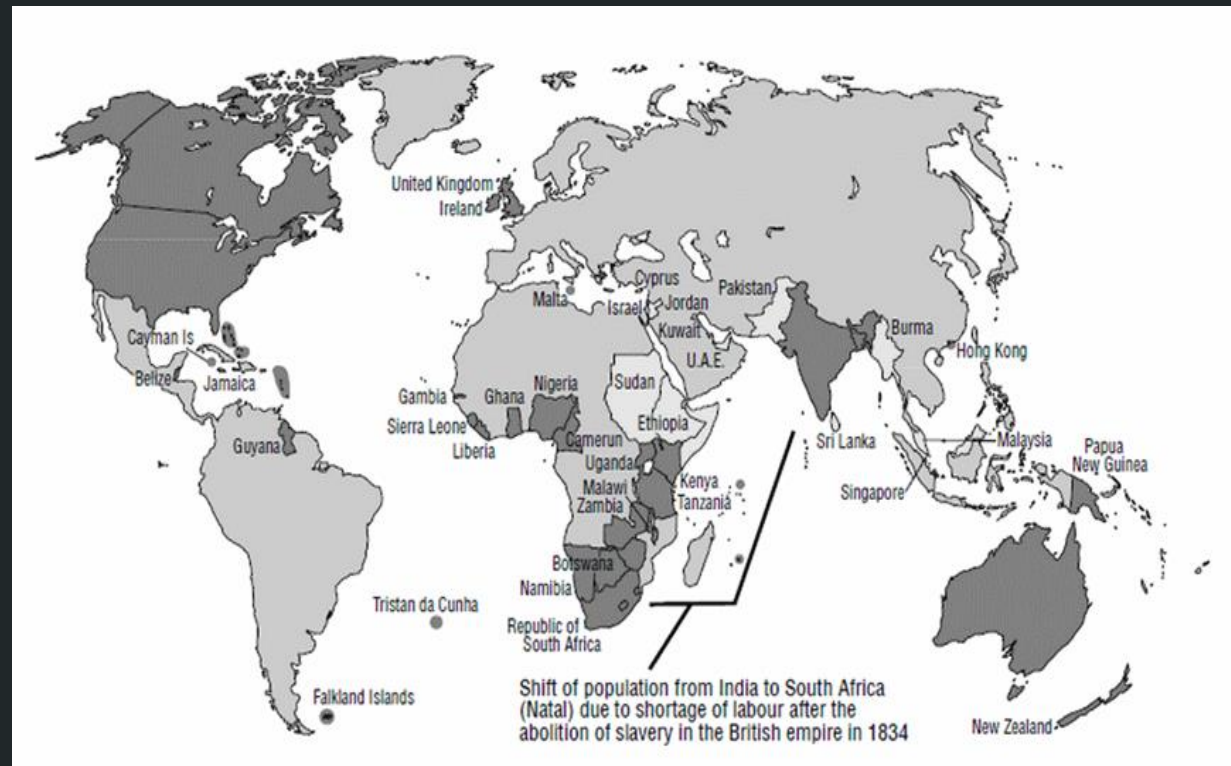 United Kingdom
Ireland
Cyprus
Malta
Israel
Jordan
Pakistan
Kuwait
U.A.E.
Burma
Hong Kong
Cayman Is
Belize
Jamaica
Gambia
Ghana
Nigeria
Sudan
Sierra Leone
Ethiopia
Liberia
Camerun
Guyana
Uganda
Sri Lanka
Malaysia
Papua
New Guinea
Kenya
Malawi
Tanzania
Zambia
Singapore
Botswana
Namibia
Tristan da Cunha
Republic of
South Africa
Falkland Islands
Shift of population from India to South Africa
(Natal) due to shortage of labour after the
abolition of slavery in the British empire in 1834
New Zealand